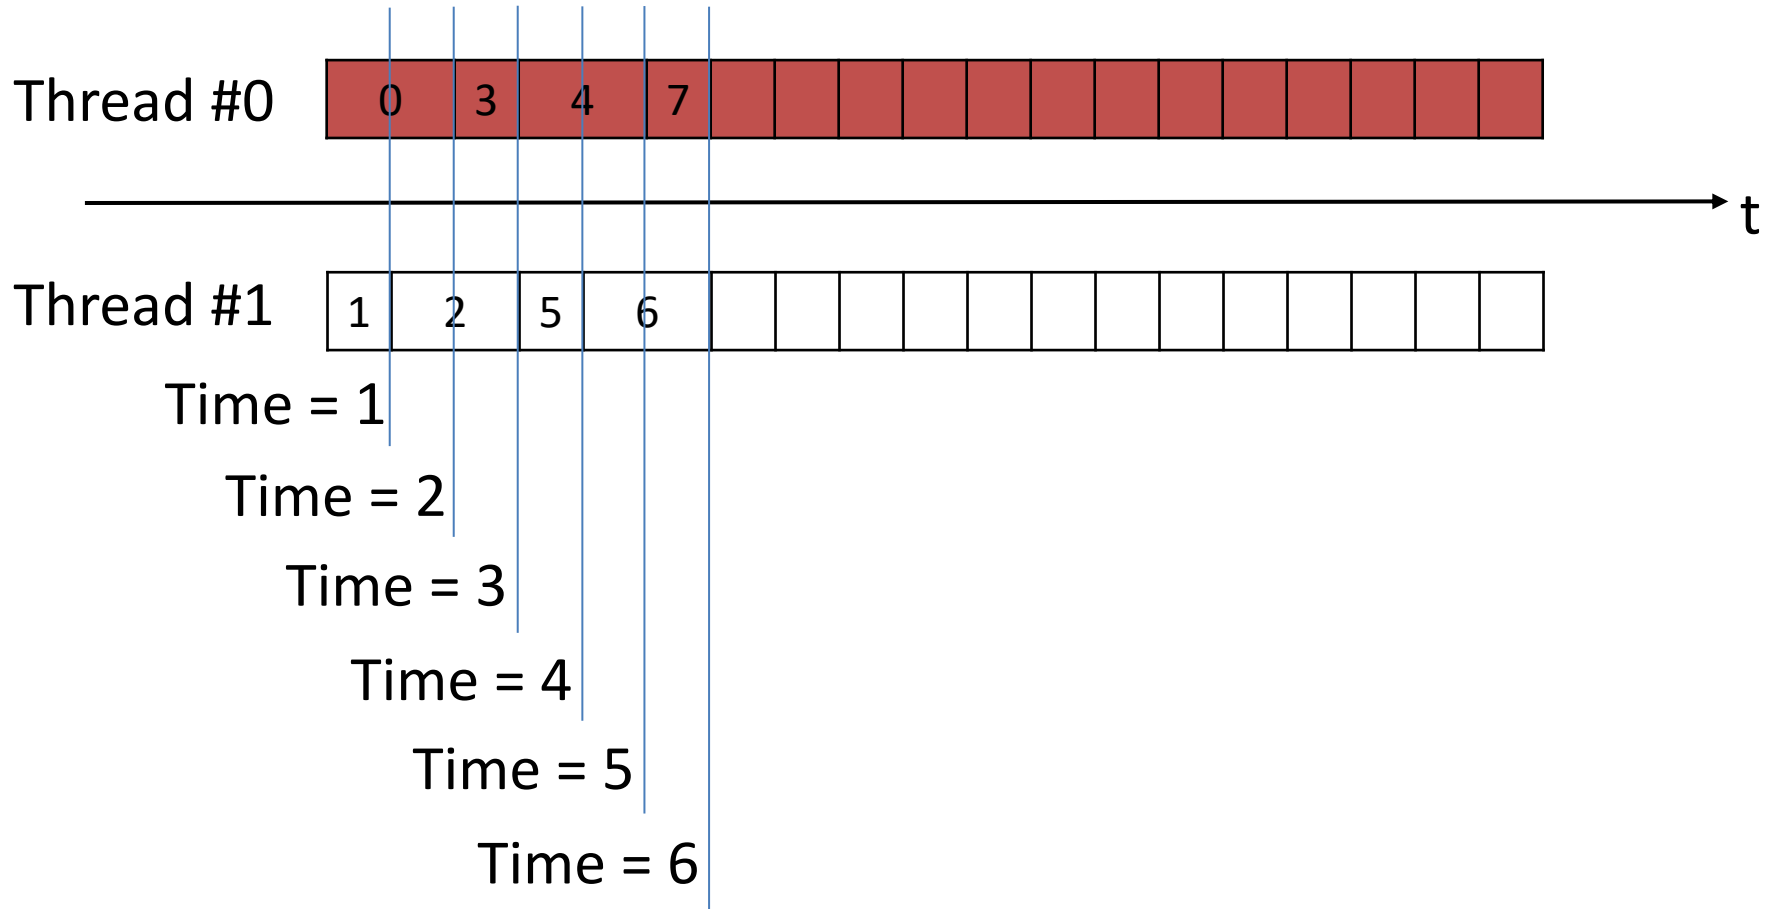 Thread #0 0 3 4 7
t
Thread #1 1 2 5 6
Time = 1
Time = 2
Time = 3
Time = 4
Time = 5
Time = 6